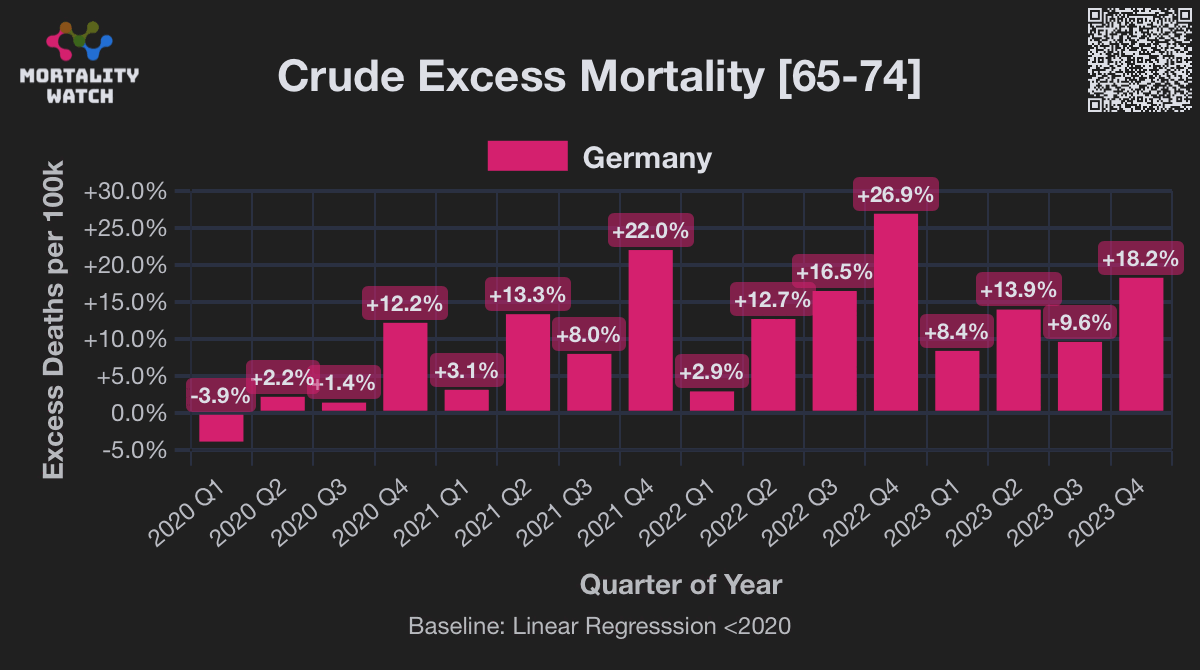 MORTALITY
WATCH
Crude Excess Mortality [65-74]
Germany
Excess Deaths per 100k
+30.0%
+25.0%
+20.0%
+15.0%
+10.0%
+5.0%
0.0%
-5.0%
-3.9%
+2.2%
+1.4%
+12.2%
+3.1%
+13.3%
+8.0%
+22.0%
+2.9%
+12.7%
+16.5%
+26.9%
+8.4%
+13.9%
+9.6%
+18.2%
2020 Q1
2020 Q2
2020 Q3
2020 Q4
2021 Q1
2021 Q2
2021 Q3
2021 Q4
2022 Q1
2022 Q2
2022 Q3
2022 Q4
2023 Q1
2023 Q2
2023 Q3
2023 Q4
Quarter of Year
Baseline: Linear Regresssion <2020